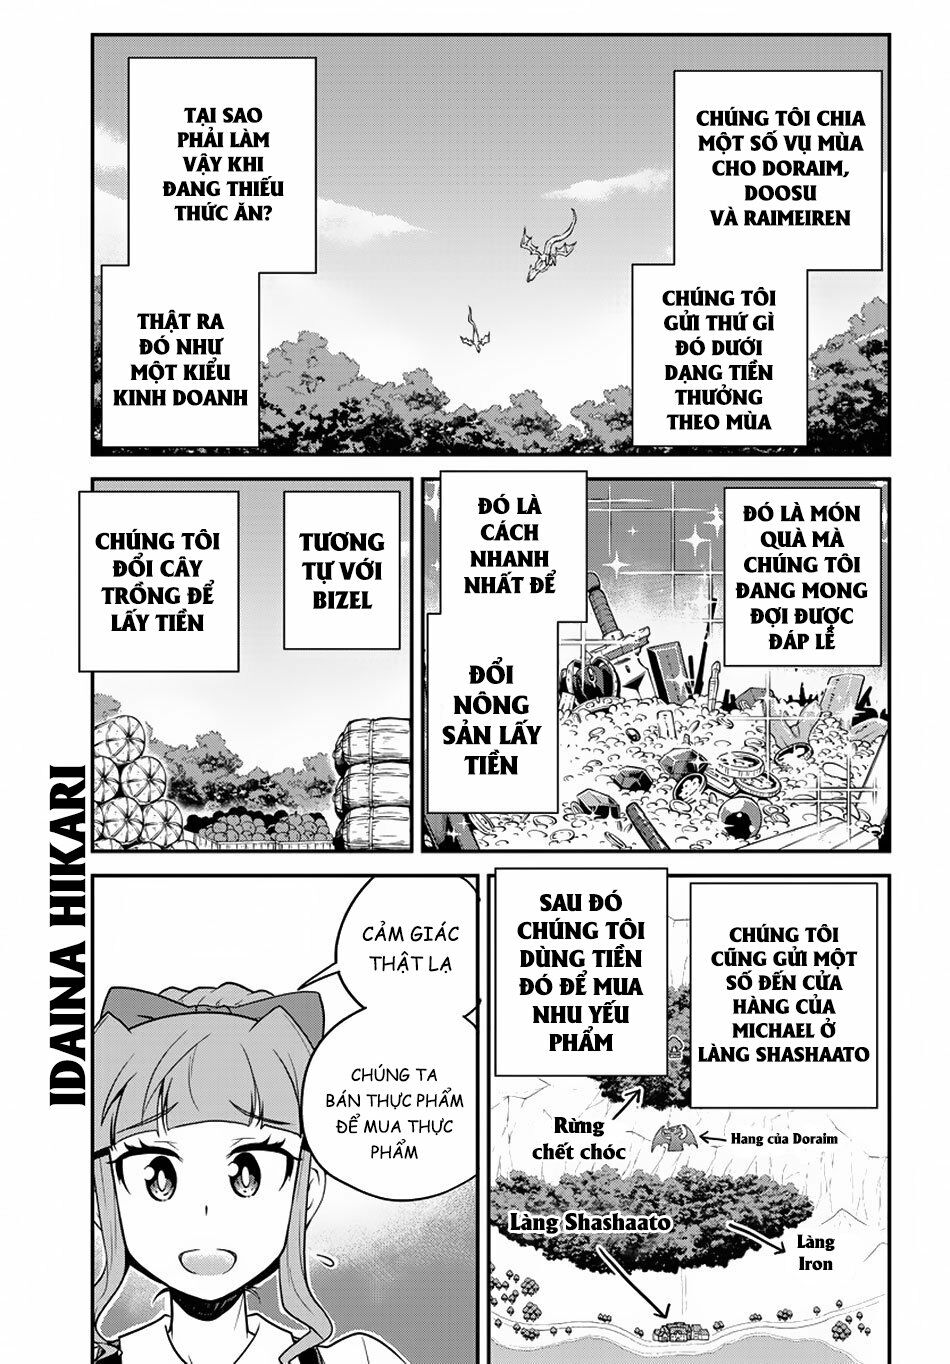 CHÚNG TÔI CHIA
MỘT SỐ VỤ MÙA
CHO DORAIM,
DOOSU
VÀ RAIMEIREN
CHÚNG TÔI
GỬI THỨ GÌ
ĐÓ DƯỚI
DẠNG TIỀN
THƯỞNG
THEO MÙA
TẠI SAO
PHẢI LÀM
VẬY KHI
ĐANG THIẾU
THỨC ĂN?
THẬT RA
ĐÓ NHƯ
MỘT KIỂU
KINH DOANH
ĐÓ LÀ MÓN
QUÀ MÀ
CHÚNG TÔI
ĐANG MONG
ĐỢI ĐƯỢC
ĐÁP LỄ
ĐÓ LÀ
CÁCH
NHANH
NHẤT ĐỂ
ĐỔI
NÔNG
SẢN LẤY
TIỀN
TƯƠNG
TỰ VỚI
BIZEL
CHÚNG TÔI
ĐỔI CÂY
TRỒNG ĐỂ
LẤY TIỀN
CHÚNG TÔI
CŨNG GỬI MỘT
SỐ ĐẾN CỬA
HÀNG CỦA
MICHAEL Ở
LÀNG SHASHAATO
SAU ĐÓ
CHÚNG TÔI
DÙNG TIỀN
ĐÓ ĐỂ MUA
NHU YẾU
PHẨM
Rừng
chết chóc
Hang của Doraim
Làng Shashaato
Làng
Iron
CẢM GIÁC
THẬT LẠ
CHÚNG TA
BÁN THỰC PHẨM
ĐỂ MUA THỰC
PHẨM
IDAINA HIKARI